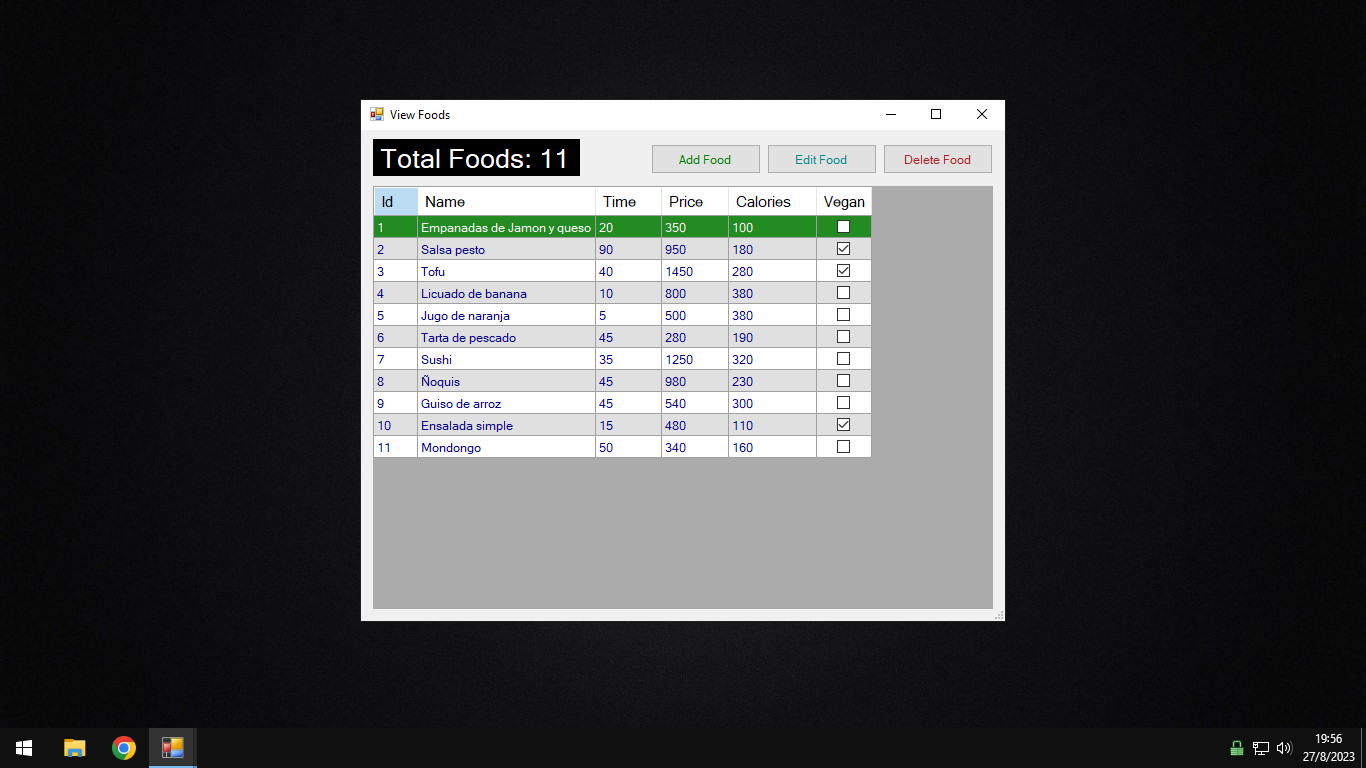 View Foods
Total Foods: 11
Add Food Edit Food Delete Food
Id Name Time Price Calories Vegan
1 Empanadas de Jamon y queso 20 350 100
2 Salsa pesto 90 950 180
3 Tofu 40 1450 280
4 Licuado de banana 10 800 380
5 Jugo de naranja 5 500 380
6 Tarta de pescado 45 280 190
7 Sushi 35 1250 320
8 Ñoquis 45 980 230
9 Guiso de arroz 45 540 300
10 Ensalada simple 15 480 110
11 Mondongo 50 340 160
19:56
27/8/2023